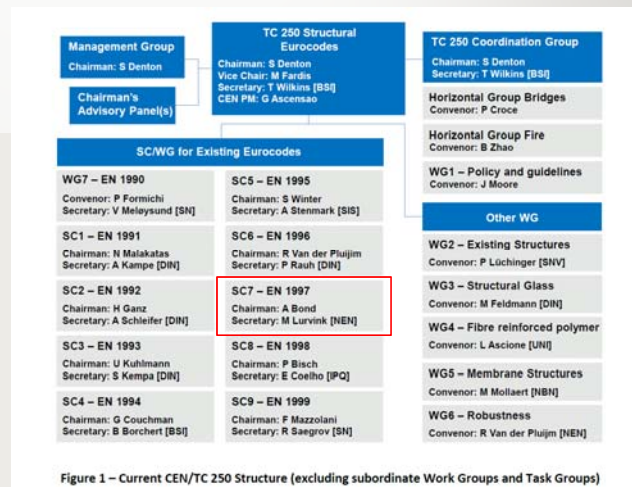 Management Group
Chairman: S Denton
Chairman's
Advisory Panel(s)
TC 250 Structural
Eurocodes
Chairman: S Denton
Vice Chair: M Fardis
Secretary: T Wilkins [BSI]
CEN PM: G Ascensao
TC 250 Coordination Group
Chairman: S Denton
Secretary: T Wilkins [BSI]
Horizontal Group Bridges
Convenor: P Croce
Horizontal Group Fire
Convenor: B Zhao
WG1 – Policy and guidelines
Convenor: J Moore
SC/WG for Existing Eurocodes
WG7 – EN 1990
Convenor: P Formichi
Secretary: V Meløysund [SN]
SC1 – EN 1991
Chairman: N Malakatas
Secretary: A Kampe [DIN]
SC2 – EN 1992
Chairman: H Ganz
Secretary: A Schleifer [DIN]
SC3 – EN 1993
Chairman: U Kuhlmann
Secretary: S Kempa [DIN]
SC4 – EN 1994
Chairman: G Couchman
Secretary: B Borchert [BSI]
SC5 – EN 1995
Chairman: S Winter
Secretary: A Stenmark [SIS]
SC6 – EN 1996
Chairman: R Van der Pluijim
Secretary: P Rauh [DIN]
SC7 – EN 1997
Chairman: A Bond
Secretary: M Lurvink [NEN]
SC8 – EN 1998
Chairman: P Bisch
Secretary: E Coelho [IPQ]
SC9 – EN 1999
Chairman: F Mazzolani
Secretary: R Saegrov [SN]
Other WG
WG2 – Existing Structures
Convenor: P Lüchinger [SNV]
WG3 – Structural Glass
Convenor: M Feldmann [DIN]
WG4 – Fibre reinforced polymer
Convenor: L Ascione [UNI]
WG5 – Membrane Structures
Convenor: M Mollaert [NBN]
WG6 – Robustness
Convenor: R Van der Pluijm [NEN]
Figure 1 – Current CEN/TC 250 Structure (excluding subordinate Work Groups and Task Groups)